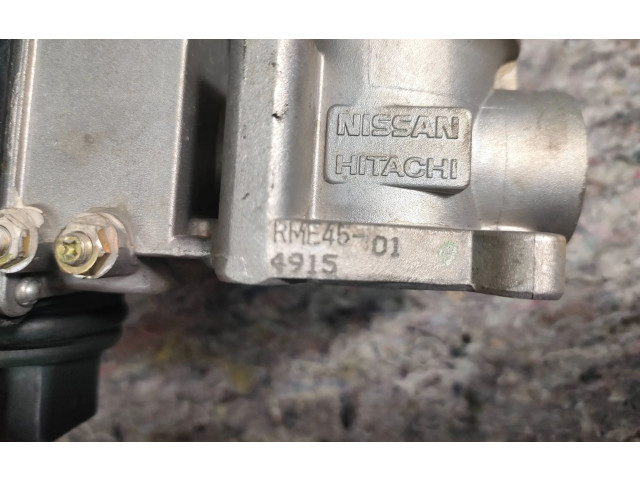 NISSAN
HITACHI
RME45-01
4915